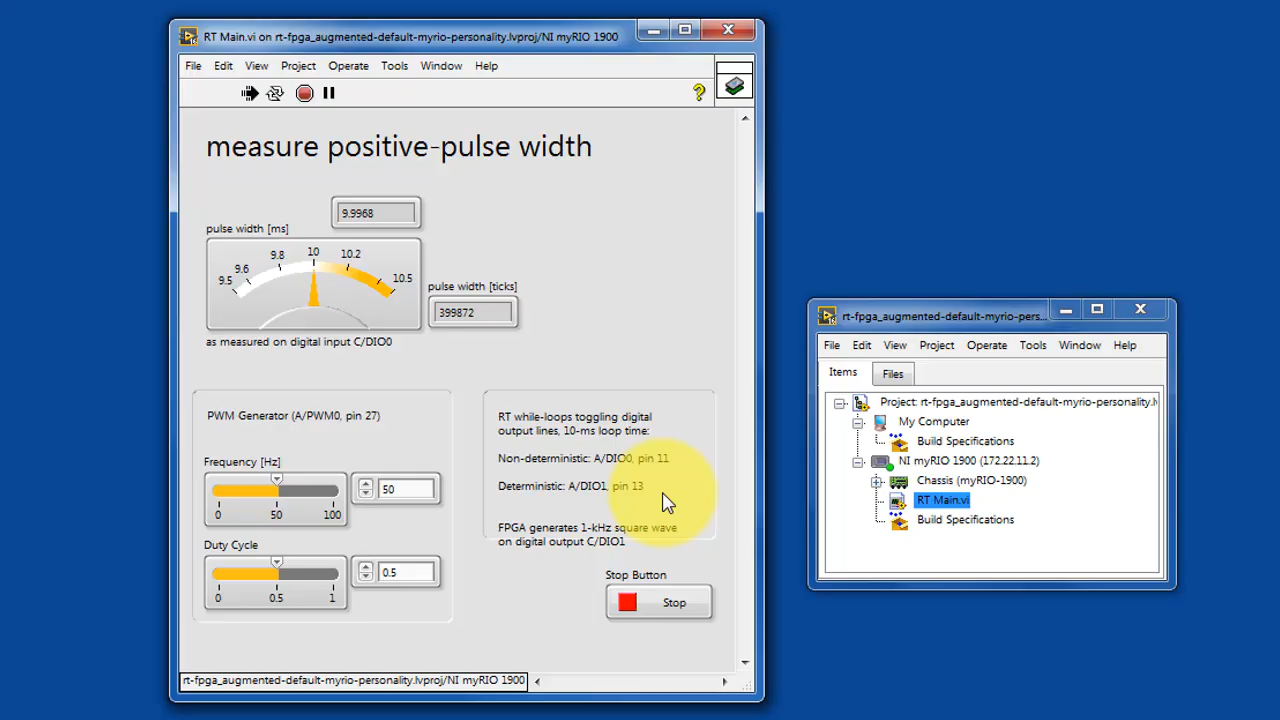 RT Main.vi on rt-fpga_augmented-default-myrio-personality.lvproj/NI myRIO 1900
File Edit View Project Operate Tools Window Help
?
measure positive-pulse width
9.9968
pulse width [ms]
9.5 9.6 9.8 10 10.2 10.5
pulse width [ticks]
399872
as measured on digital input C/DIO0
PWM Generator (A/PWM0, pin 27)
Frequency [Hz]
50
0 50 100
Duty Cycle
0.5
0 0.5 1
RT while-loops toggling digital
output lines, 10-ms loop time:
Non-deterministic: A/DIO0, pin 11
Deterministic: A/DIO1, pin 13
FPGA generates 1-kHz square wave
on digital output C/DIO1
Stop Button
Stop
rt-fpga_augmented-default-myrio-personality.lvproj/NI myRIO 1900
rt-fpga_augmented-default-myrio-pers...
File Edit View Project Operate Tools Window Help
Items Files
Project: rt-fpga_augmented-default-myrio-personality.lv
My Computer
Build Specifications
NI myRIO 1900 (172.22.11.2)
Chassis (myRIO-1900)
RT Main.vi
Build Specifications